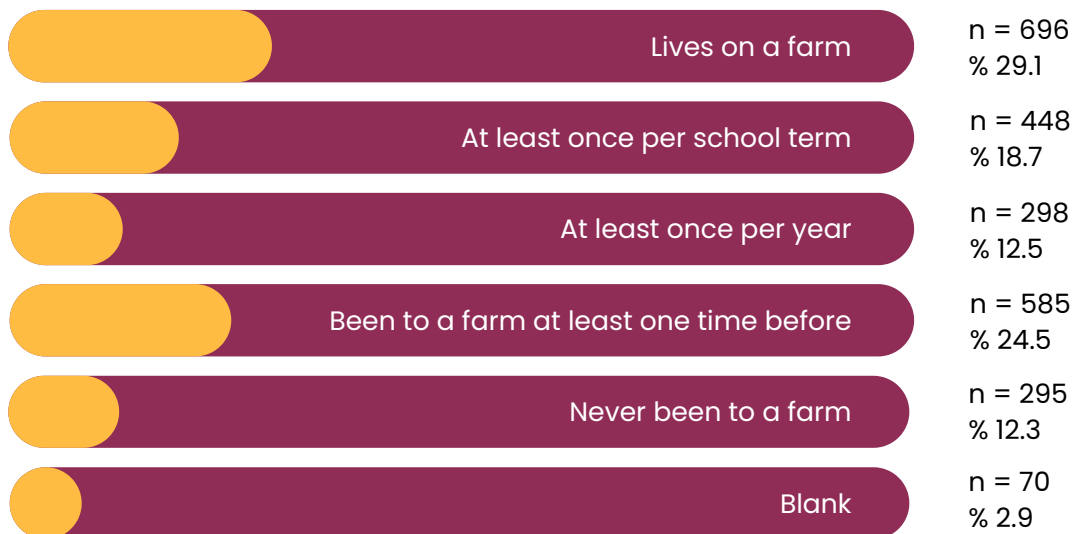 Lives on a farm
n = 696
% 29.1
At least once per school term
n = 448
% 18.7
At least once per year
n = 298
% 12.5
Been to a farm at least one time before
n = 585
% 24.5
Never been to a farm
n = 295
% 12.3
Blank
n = 70
% 2.9